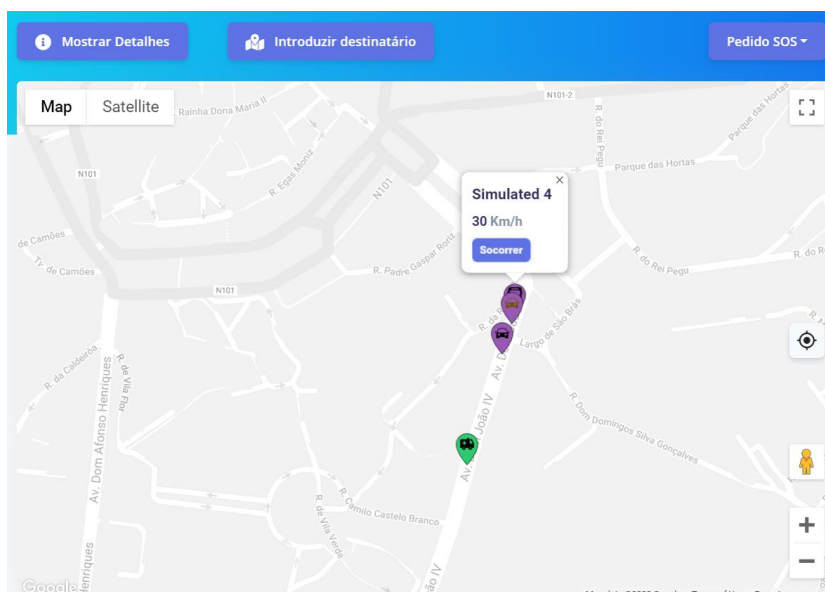 Mostrar Detalhes
Introduzir destinatário
Pedido SOS
Map
Satellite
Rainha Dona Maria II
N101-2
R. do Rei Pegu
Parque das Hortas
Parque das Hortas
N101
R. Egas Moniz
N101
Simulated 4
30 Km/h
Socorrer
de Camões
Tv. de Camões
R. Padre Gaspar Roriz
R. do Rei Pegu
R. do R
N101
Largo de São Brás
R. da Caldeirôa
R. de Vila Flor
Av. Dom Afonso Henriques
João IV
R. Dom Domingos Silva Gonçalves
Av.
R. Camilo Castelo Branco
R. de Vila Verde
Google